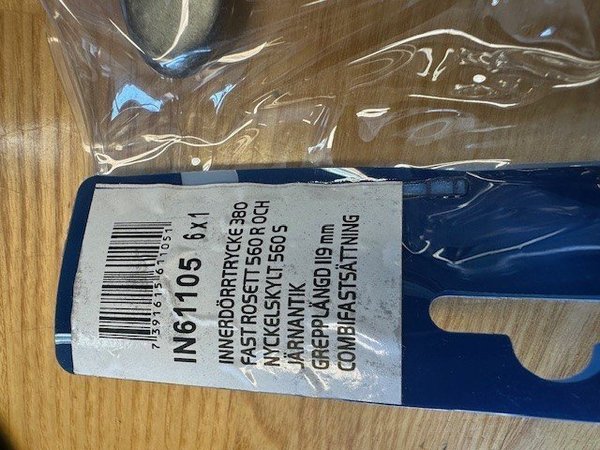 7391615611051
IN61105 6x1
INNERDÖRRTRYCKE 380
FAST ROSETT 560 R OCH
NYCKELSKYLT 560 S
JÄRNANTIK
GREPPLÄNGD 119 mm
COMBIFASTSÄTTNING